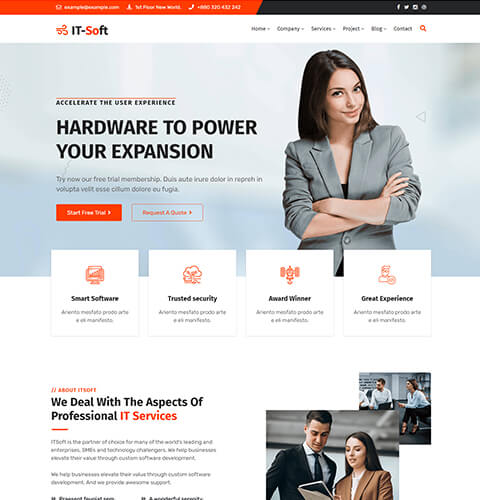 example@example.com 1st Floor New World. +880 320 432 242
IT-Soft
Home Company Services Project Blog Contact
ACCELERATE THE USER EXPERIENCE
HARDWARE TO POWER
YOUR EXPANSION
Try now our free trial membership. Duis aute irure dolor in repreh in
volupta velit esse cillum dolore eu fugia.
Start Free Trial Request A Quote
Smart Software
Ariento mesfato prodo arte
e eli manifesto.
Trusted security
Ariento mesfato prodo arte
e eli manifesto.
Award Winner
Ariento mesfato prodo arte
e eli manifesto.
Great Experience
Ariento mesfato prodo arte
e eli manifesto.
// ABOUT ITSOFT
We Deal With The Aspects Of
Professional IT Services
ITSoft is the partner of choice for many of the world's leading and
enterprises, SMEs and technology challengers. We help businesses
elevate their value through custom software development.
We help businesses elevate their value through custom software
development. And we provide awesome support.
Praesent feugiat sem A wonderful serenity